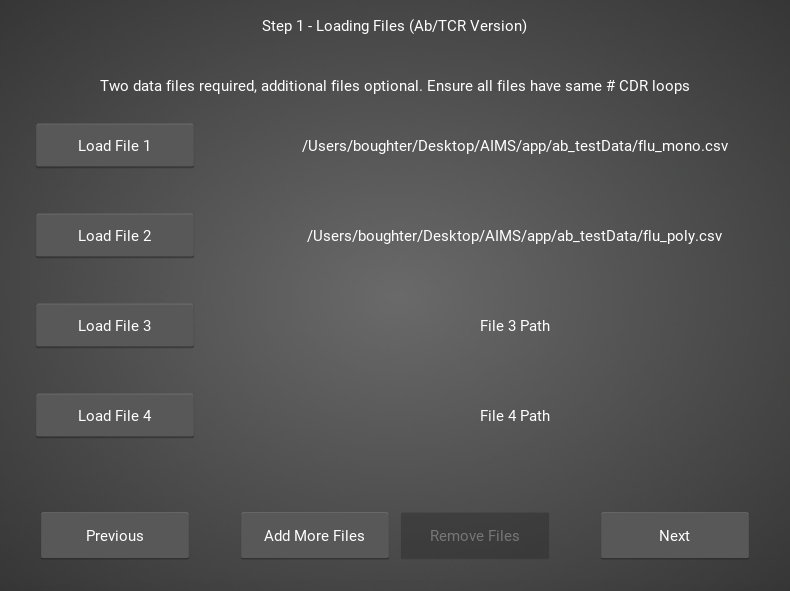 Step 1 - Loading Files (Ab/TCR Version)
Two data files required, additional files optional. Ensure all files have same # CDR loops
Load File 1 /Users/boughter/Desktop/AIMS/app/ab_testData/flu_mono.csv
Load File 2 /Users/boughter/Desktop/AIMS/app/ab_testData/flu_poly.csv
Load File 3 File 3 Path
Load File 4 File 4 Path
Previous Add More Files Remove Files Next